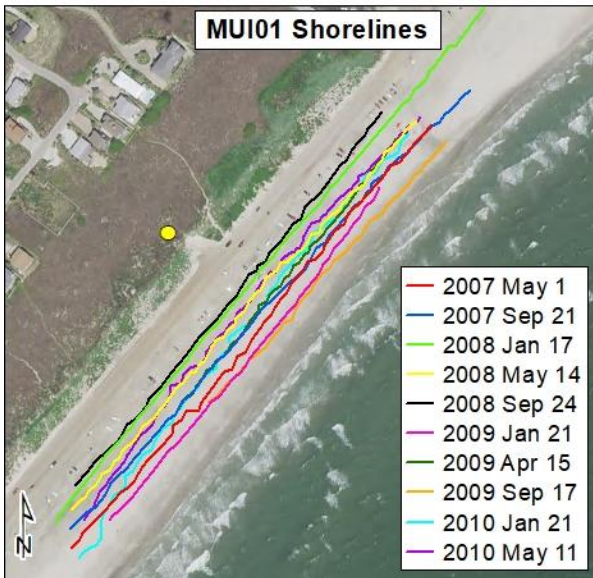 MUI01 Shorelines
2007 May 1
2007 Sep 21
2008 Jan 17
2008 May 14
2008 Sep 24
2009 Jan 21
2009 Apr 15
2009 Sep 17
2010 Jan 21
2010 May 11
N